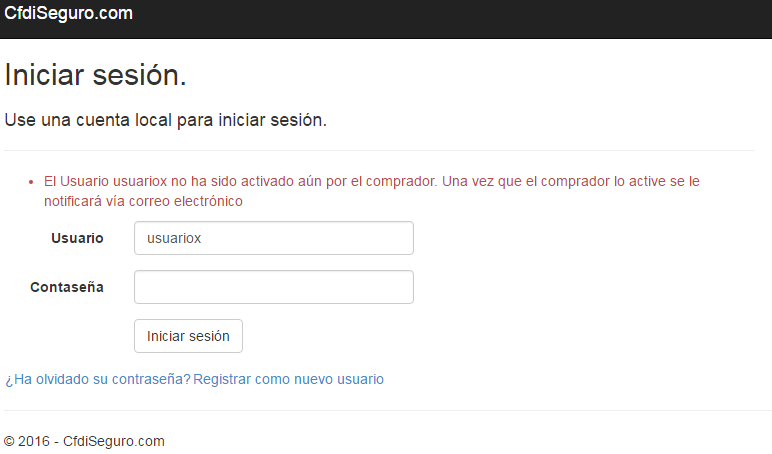 CfdiSeguro.com
Iniciar sesión.
Use una cuenta local para iniciar sesión.
El Usuario usuariox no ha sido activado aún por el comprador. Una vez que el comprador lo active se le
notificará vía correo electrónico
Usuario usuariox
Contaseña
Iniciar sesión
¿Ha olvidado su contraseña? Registrar como nuevo usuario
© 2016 - CfdiSeguro.com